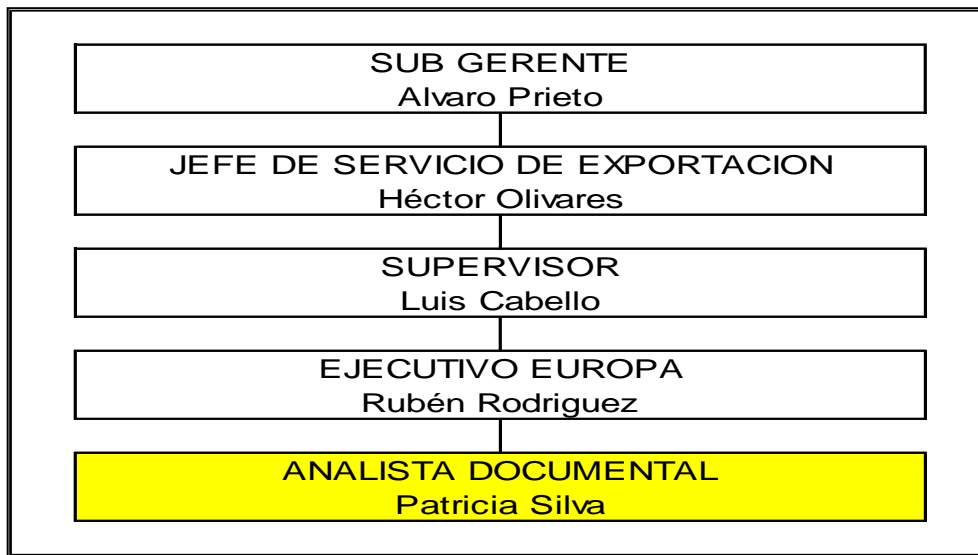 SUB GERENTE
Alvaro Prieto
JEFE DE SERVICIO DE EXPORTACION
Héctor Olivares
SUPERVISOR
Luis Cabello
EJECUTIVO EUROPA
Rubén Rodriguez
ANALISTA DOCUMENTAL
Patricia Silva